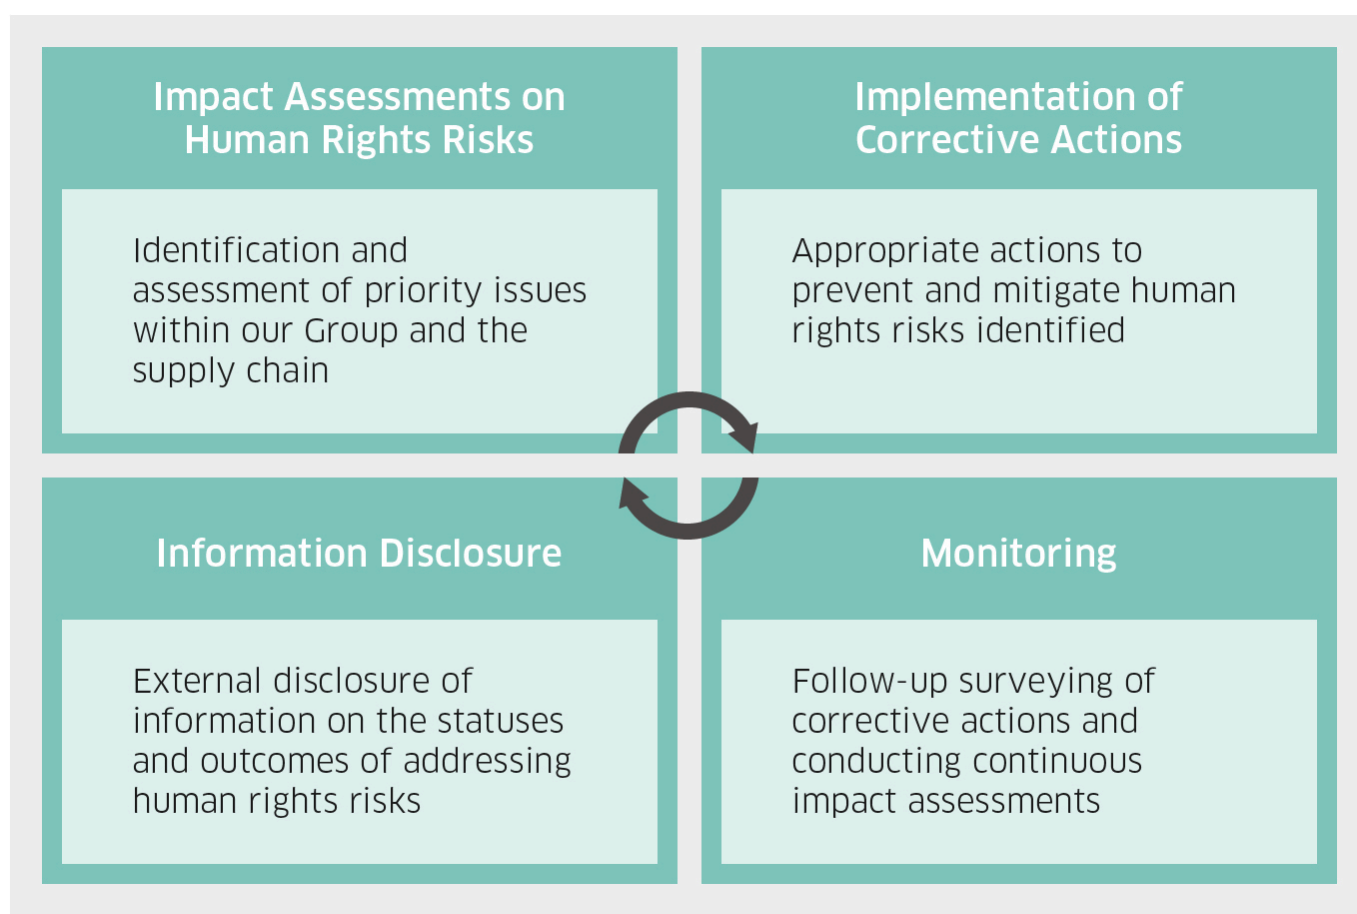 Impact Assessments on
Human Rights Risks
Identification and
assessment of priority issues
within our Group and the
supply chain
Implementation of
Corrective Actions
Appropriate actions to
prevent and mitigate human
rights risks identified
Information Disclosure
External disclosure of
information on the statuses
and outcomes of addressing
human rights risks
Monitoring
Follow-up surveying of
corrective actions and
conducting continuous
impact assessments